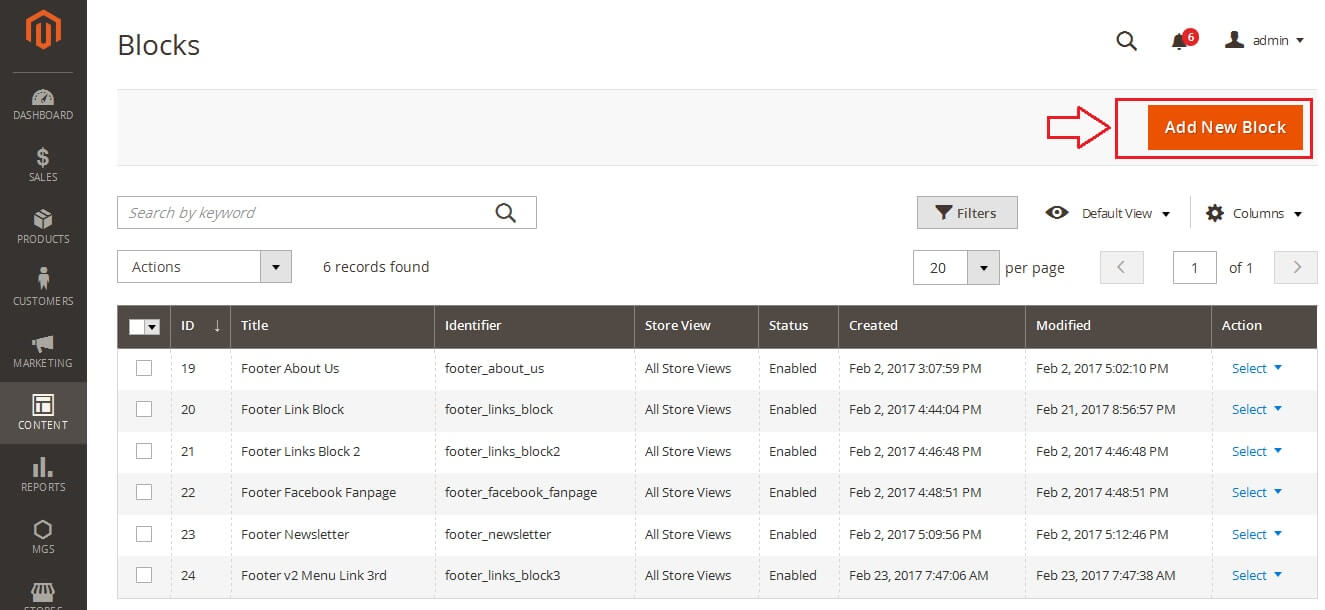 Blocks
6
admin
DASHBOARD
SALES
PRODUCTS
CUSTOMERS
MARKETING
CONTENT
REPORTS
MGS
STORES
Add New Block
Search by keyword
Filters
Default View
Columns
Actions
6 records found
20 per page
1 of 1
ID ↓ Title Identifier Store View Status Created Modified Action
19 Footer About Us footer_about_us All Store Views Enabled Feb 2, 2017 3:07:59 PM Feb 2, 2017 5:02:10 PM Select
20 Footer Link Block footer_links_block All Store Views Enabled Feb 2, 2017 4:44:04 PM Feb 21, 2017 8:56:57 PM Select
21 Footer Links Block 2 footer_links_block2 All Store Views Enabled Feb 2, 2017 4:46:48 PM Feb 2, 2017 4:46:48 PM Select
22 Footer Facebook Fanpage footer_facebook_fanpage All Store Views Enabled Feb 2, 2017 4:48:51 PM Feb 2, 2017 4:48:51 PM Select
23 Footer Newsletter footer_newsletter All Store Views Enabled Feb 2, 2017 5:09:56 PM Feb 2, 2017 5:12:46 PM Select
24 Footer v2 Menu Link 3rd footer_links_block3 All Store Views Enabled Feb 23, 2017 7:47:06 AM Feb 23, 2017 7:47:38 AM Select